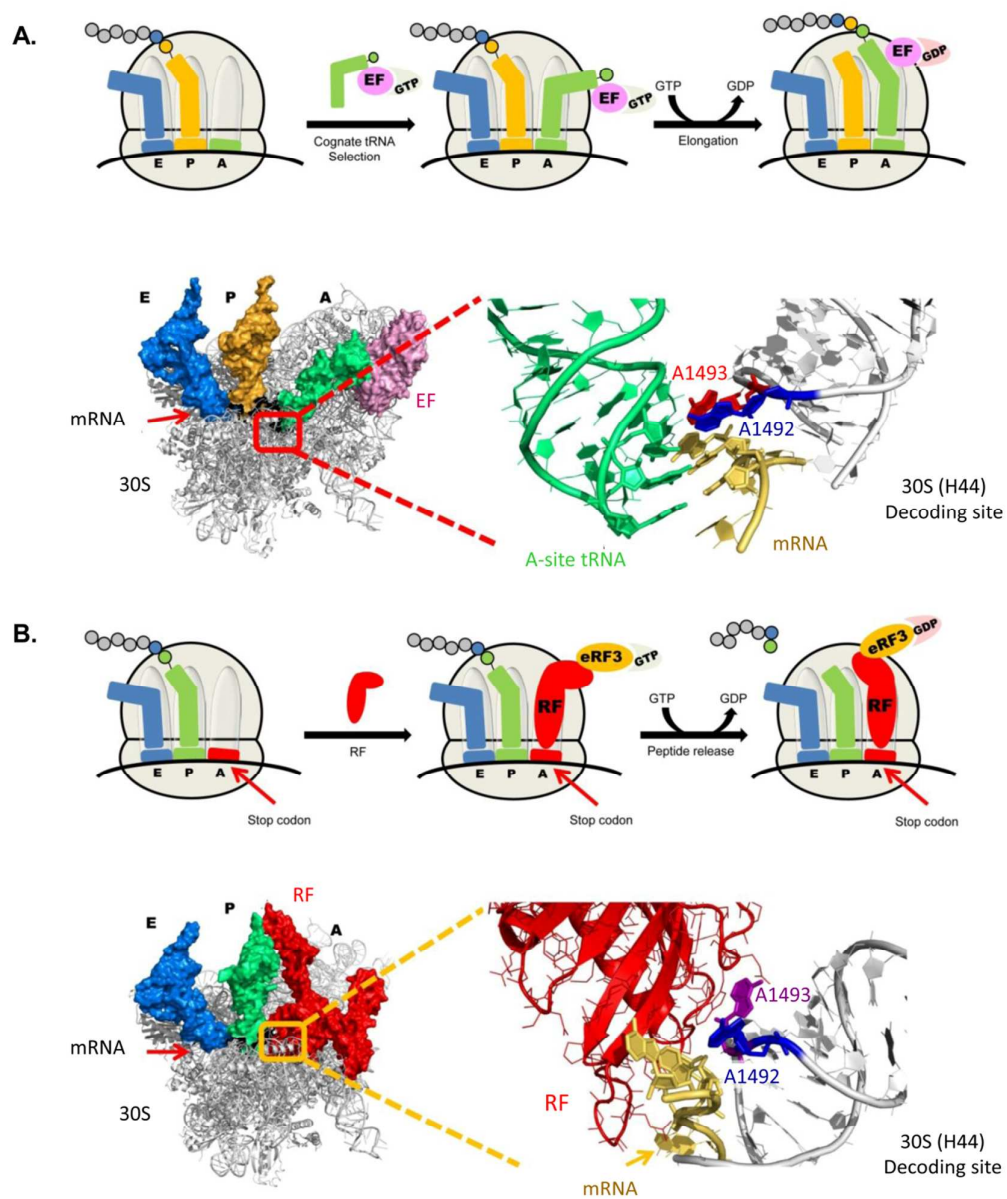 A.
EF
GTP
Cognate tRNA
Selection
E P A
EF
GTP
E P A
GTP
GDP
Elongation
EF
GDP
E P A
E
P
A
mRNA
EF
30S
A1493
A1492
30S (H44)
Decoding site
mRNA
A-site tRNA
B.
E P A
Stop codon
RF
eRF3
GTP
RF
E P A
Stop codon
GTP
GDP
Peptide release
eRF3
GDP
RF
E P A
Stop codon
RF
E
P
A
mRNA
30S
A1493
A1492
RF
30S (H44)
Decoding site
mRNA